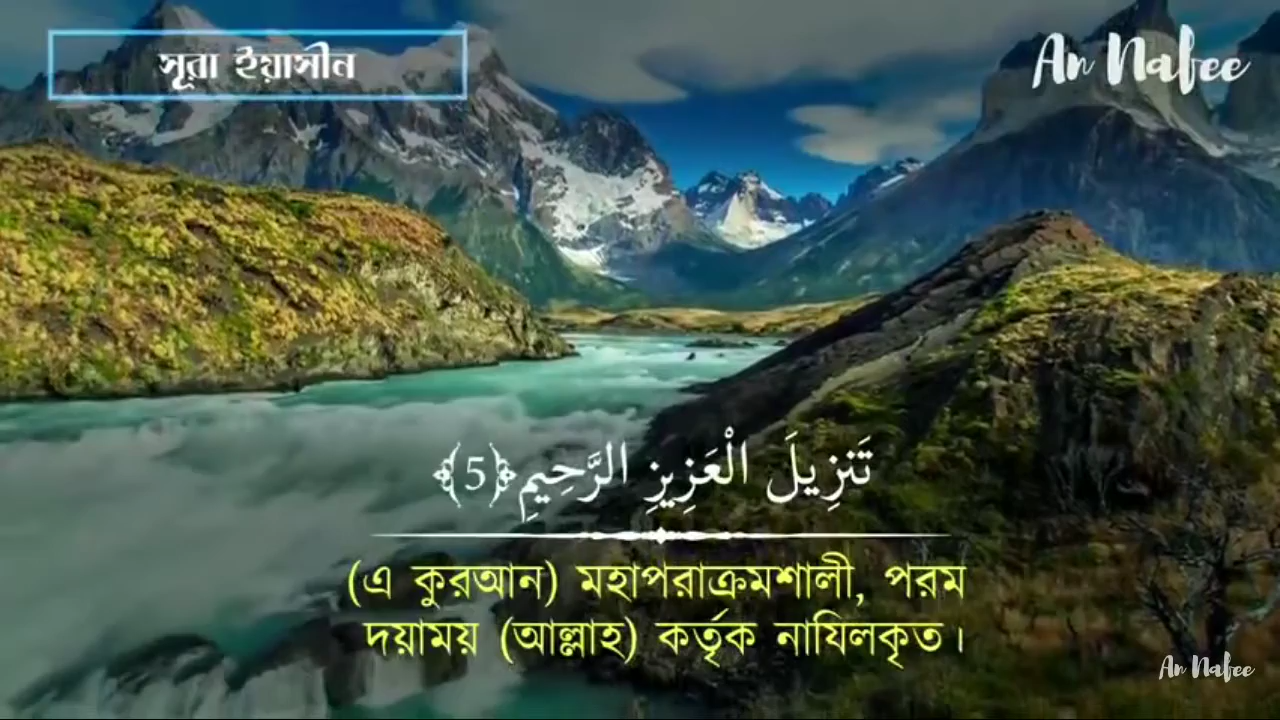 সূরা ইয়াসীন
An Nafee
تَنزِيلَ الْعَزِيزِ الرَّحِيمِ ﴿5﴾
(এ কুরআন) মহাপরাক্রমশালী, পরম
দয়াময় (আল্লাহ) কর্তৃক নাযিলকৃত।
An Nafee